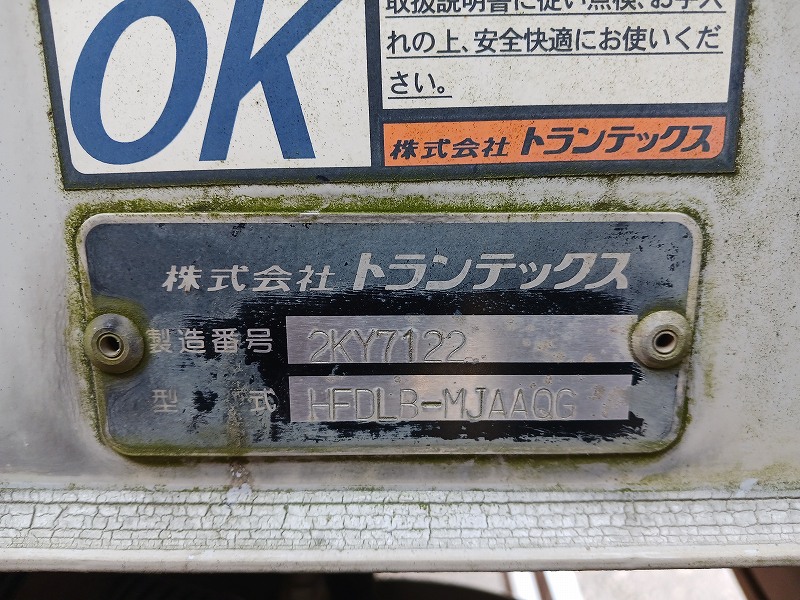 OK
取扱説明書に従い点検、お手入
れの上、安全快適にお使いくだ
さい。
株式会社 トランテックス
株式会社 トランテックス
製造番号 2KY7122
型式 HFDLB-MJAAQG